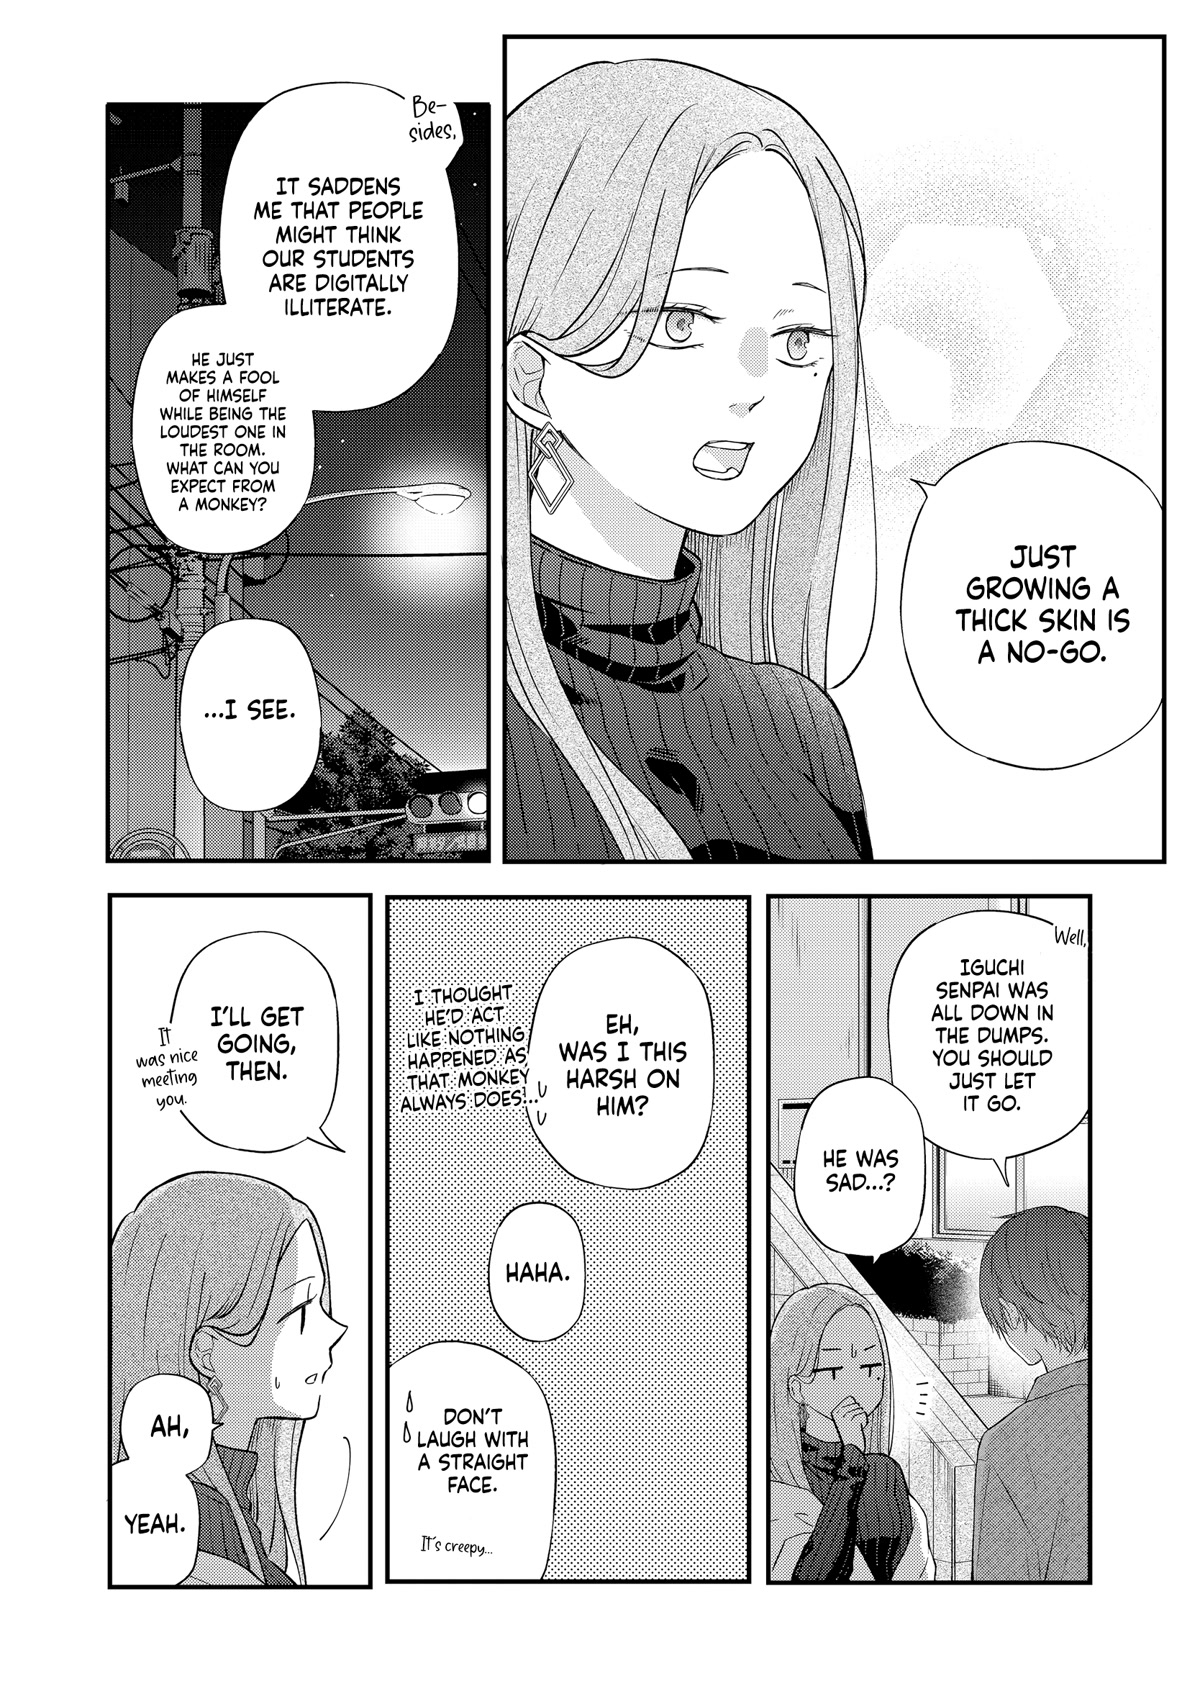 JUST
GROWING A
THICK SKIN IS
A NO-GO.
Be-
sides,
IT SADDENS
ME THAT PEOPLE
MIGHT THINK
OUR STUDENTS
ARE DIGITALLY
ILLITERATE.
HE JUST
MAKES A FOOL
OF HIMSELF
WHILE BEING THE
LOUDEST ONE IN
THE ROOM.
WHAT CAN YOU
EXPECT FROM
A MONKEY?
...I SEE.
Well,
IGUCHI
SENPAI WAS
ALL DOWN IN
THE DUMPS.
YOU SHOULD
JUST LET
IT GO.
HE WAS
SAD...?
EH,
WAS I THIS
HARSH ON
HIM?
I THOUGHT
HE'D ACT
LIKE NOTHING
HAPPENED AS
THAT MONKEY
ALWAYS DOES!...
HAHA.
DON'T
LAUGH WITH
A STRAIGHT
FACE.
It's creepy...
I'LL GET
GOING,
THEN.
It
was nice
meeting
you.
AH,
YEAH.